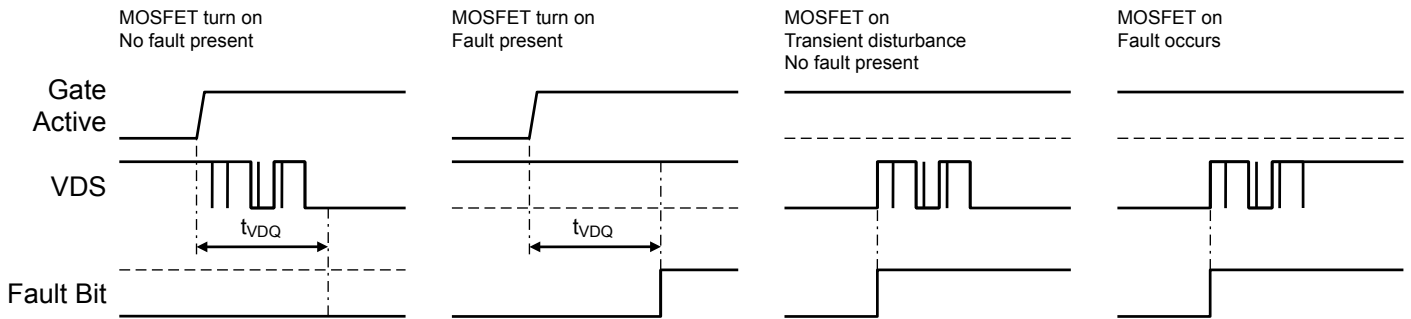 MOSFET turn on
No fault present
MOSFET turn on
Fault present
MOSFET on
Transient disturbance
No fault present
MOSFET on
Fault occurs
Gate
Active
VDS
tVDQ
tVDQ
Fault Bit